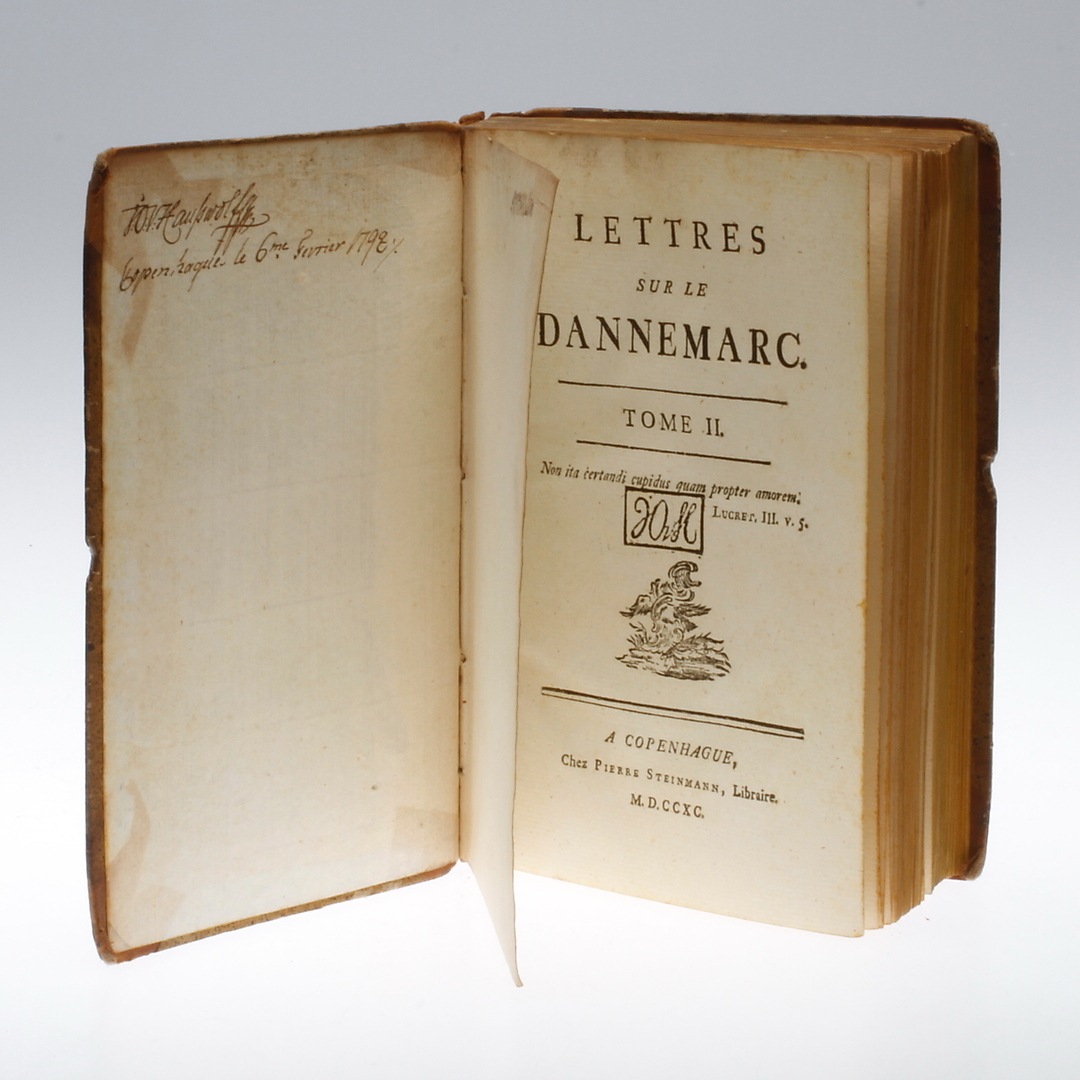 Copenhague le 6me Fevrier 1798
LETTRES
SUR LE
DANNEMARC.
TOME II.
Non ita certandi cupidus quam propter amorem:
LUCRET. III. v. 5.
A COPENHAGUE,
Chez PIERRE STEINMANN, Libraire.
M.D.CCXC.